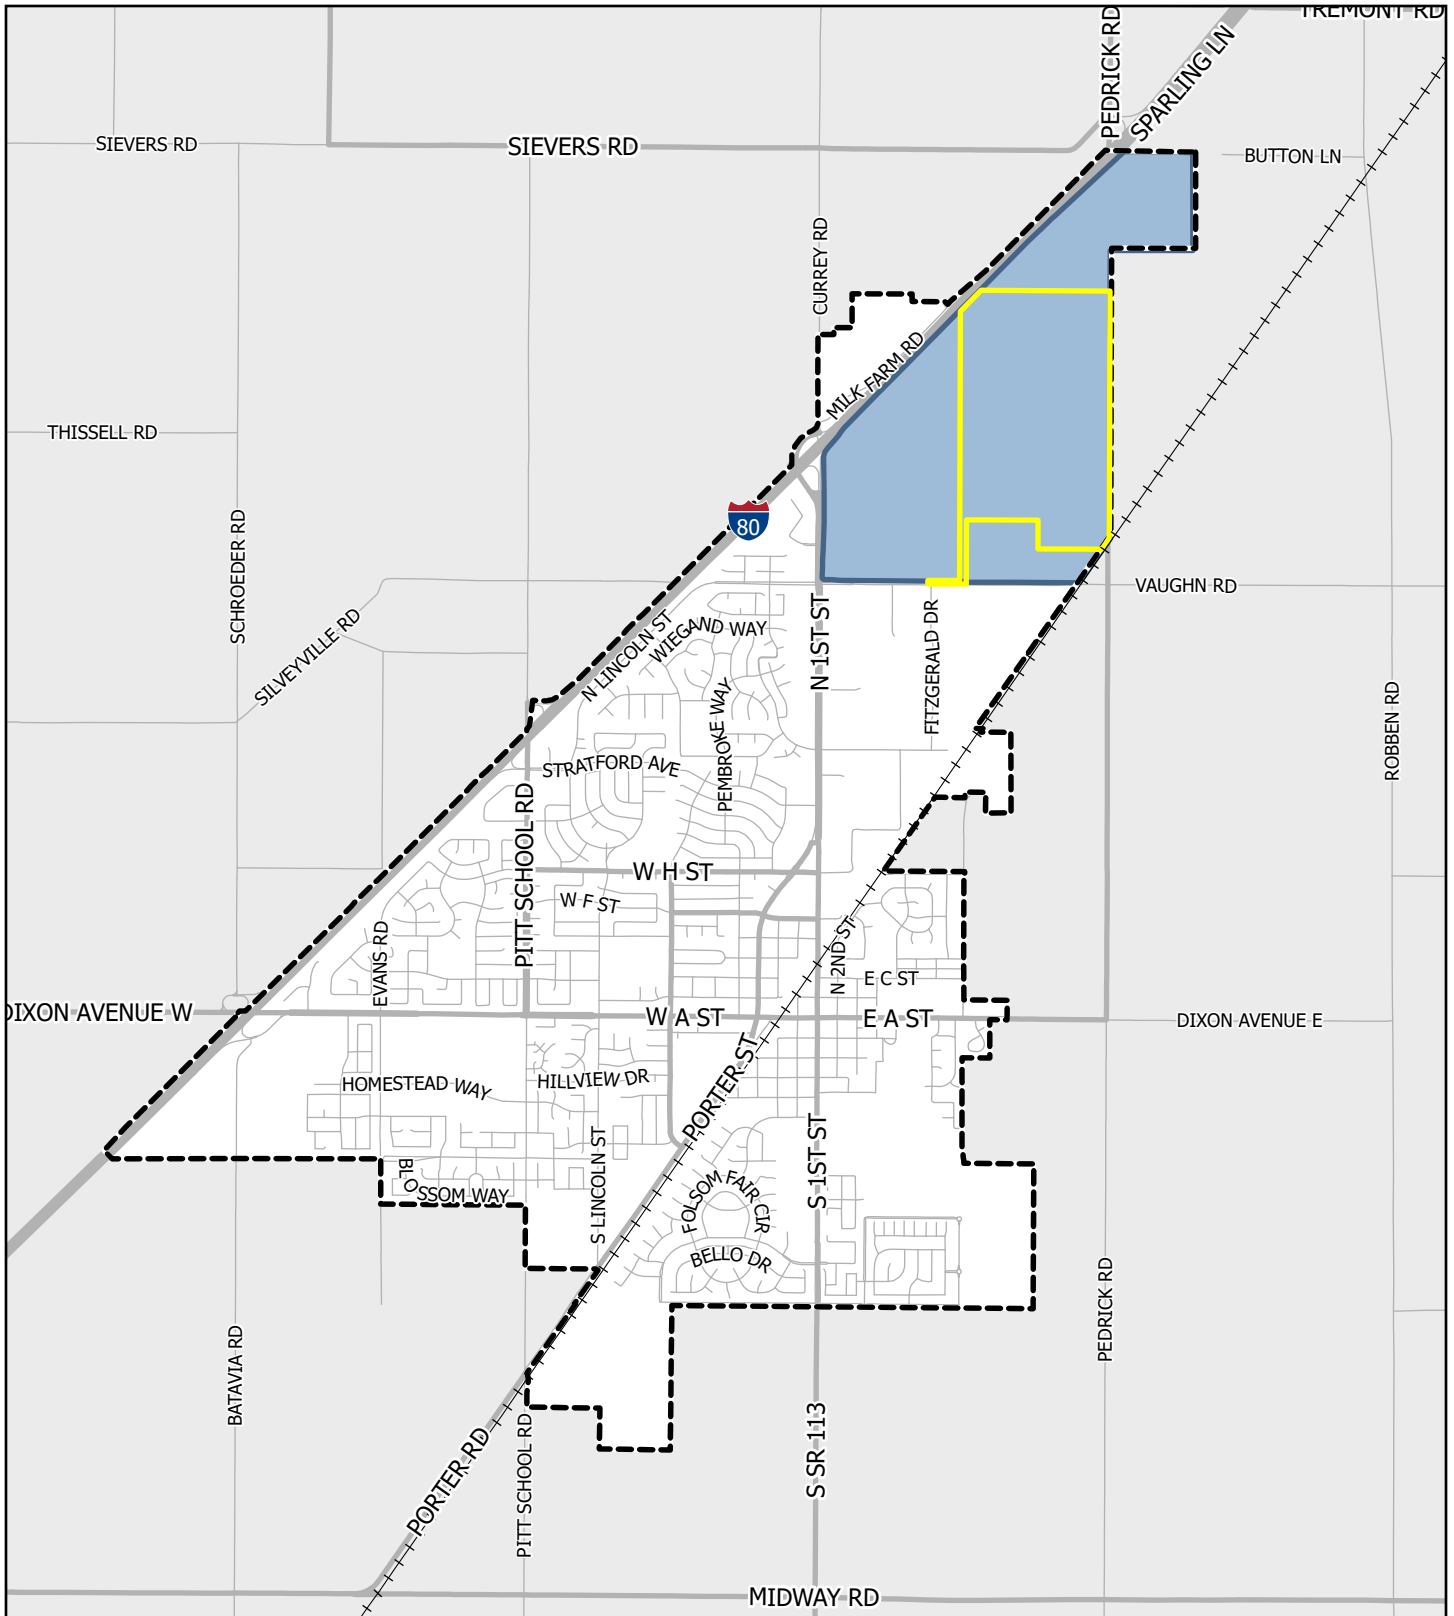 TREMONT RD
PEDRICK RD
SPARLING LN
SIEVERS RD
SIEVERS RD
BUTTON LN
CURREY RD
MILK FARM RD
THISSELL RD
80
SCHROEDER RD
VAUGHN RD
N 1ST ST
FITZGERALD DR
N LINCOLN ST
WIEGAND WAY
SILVEYVILLE RD
PEMBROKE WAY
ROBBEN RD
STRATFORD AVE
PITT SCHOOL RD
W H ST
W F ST
EVANS RD
N 2ND ST
E C ST
DIXON AVENUE W
W A ST
E A ST
DIXON AVENUE E
PORTER ST
HOMESTEAD WAY
HILLVIEW DR
S LINCOLN ST
S 1ST ST
BLOSSOM WAY
FOLSOM FAIR CIR
BELLO DR
PEDRICK RD
BATAVIA RD
PITT SCHOOL RD
PORTER RD
S SR 113
MIDWAY RD